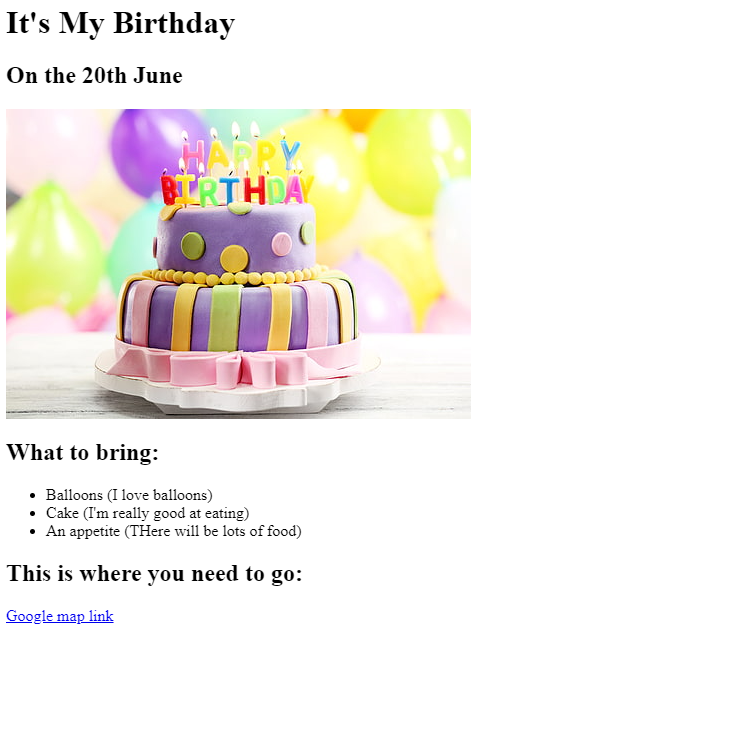 It's My Birthday
On the 20th June
HAPPY
BIRTHDAY
What to bring:
Balloons (I love balloons)
Cake (I'm really good at eating)
An appetite (THere will be lots of food)
This is where you need to go:
Google map link